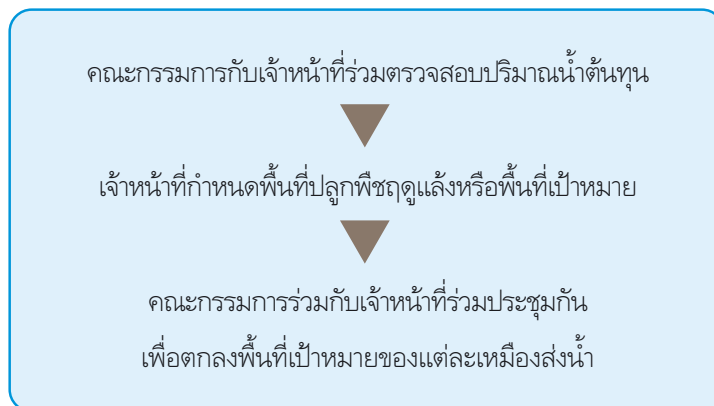 คณะกรรมการกับเจ้าหน้าที่ร่วมตรวจสอบปริมาณน้ำต้นทุน
เจ้าหน้าที่กำหนดพื้นที่ปลูกพืชฤดูแล้งหรือพื้นที่เป้าหมาย
คณะกรรมการร่วมกับเจ้าหน้าที่ร่วมประชุมกัน
เพื่อตกลงพื้นที่เป้าหมายของแต่ละเหมืองส่งน้ำ